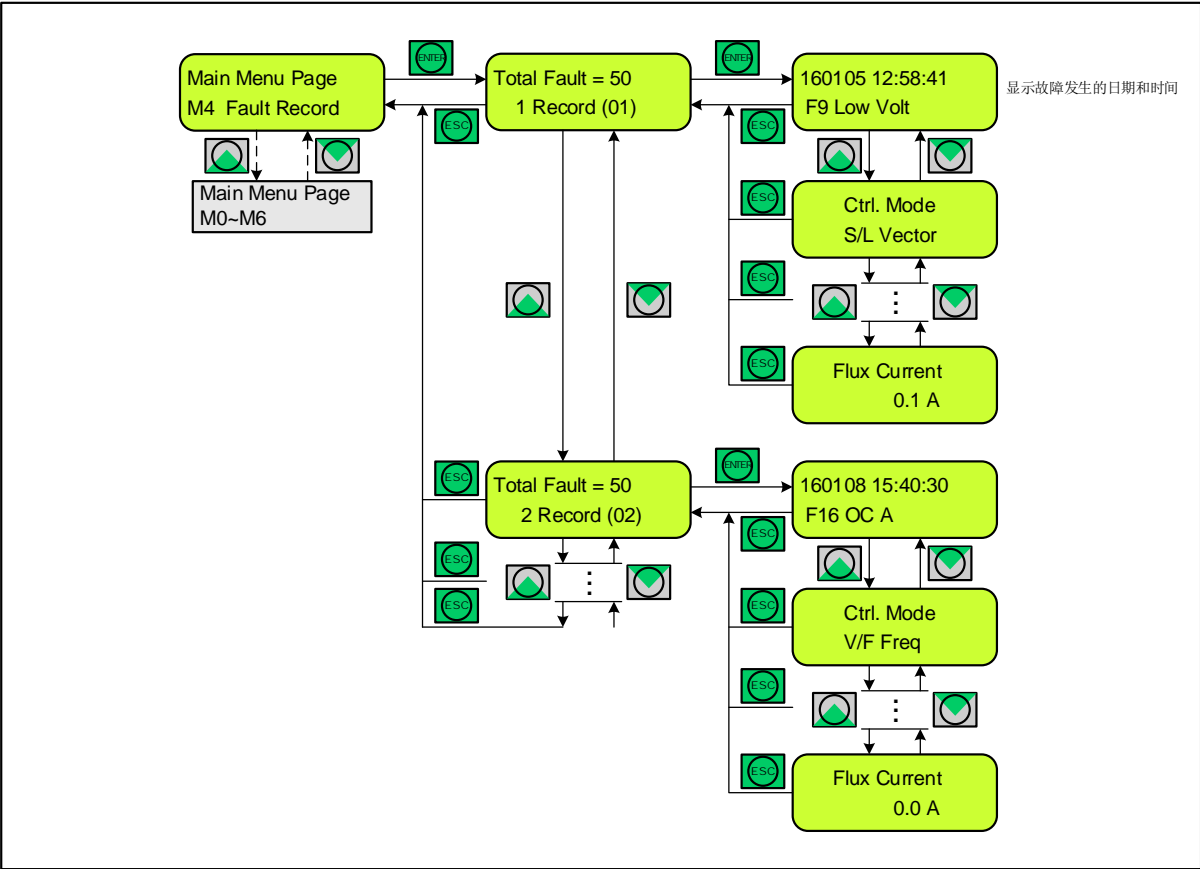 ENTER
ENTER
Main Menu Page
M4 Fault Record
Total Fault = 50
1 Record (01)
160105 12:58:41
F9 Low Volt
显示故障发生的日期和时间
ESC
ESC
Main Menu Page
M0~M6
ESC
Ctrl. Mode
S/L Vector
ESC
ESC
Flux Current
0.1 A
ENTER
ESC
Total Fault = 50
2 Record (02)
160108 15:40:30
F16 OC A
ESC
ESC
ESC
ESC
Ctrl. Mode
V/F Freq
ESC
ESC
Flux Current
0.0 A